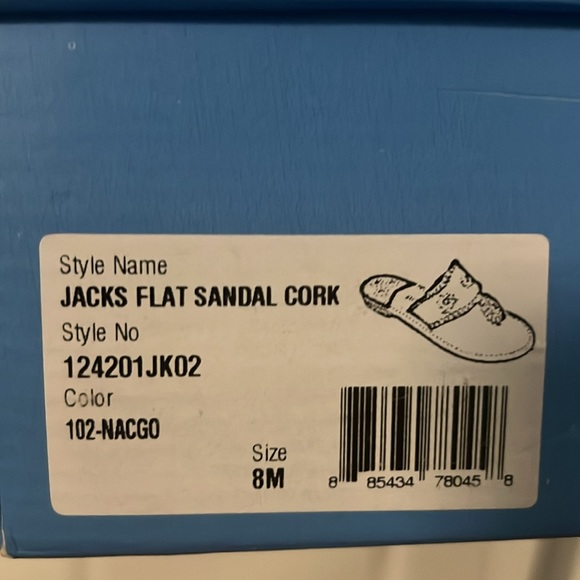 Style Name
JACKS FLAT SANDAL CORK
Style No
124201JK02
Color
102-NACGO
Size
8M
8 85434 78045 8